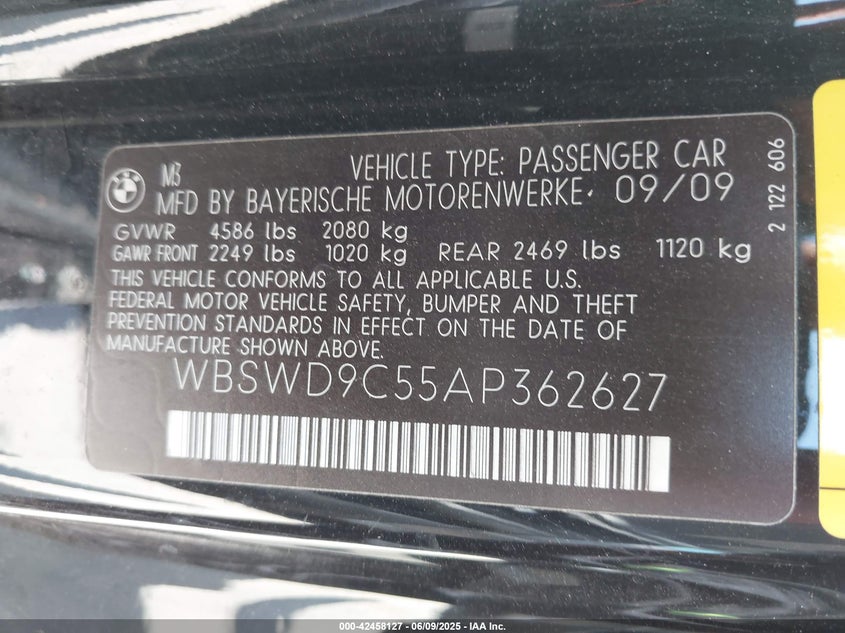 BMW
M3
VEHICLE TYPE: PASSENGER CAR
MFD BY BAYERISCHE MOTORENWERKE· 09/09
GVWR 4586 lbs 2080 kg
GAWR FRONT 2249 lbs 1020 kg REAR 2469 lbs 1120 kg
THIS VEHICLE CONFORMS TO ALL APPLICABLE U.S.
FEDERAL MOTOR VEHICLE SAFETY, BUMPER AND THEFT
PREVENTION STANDARDS IN EFFECT ON THE DATE OF
MANUFACTURE SHOWN ABOVE.
WBSWD9C55AP362627
2 122 606
000-42458127 - 06/09/2025 - IAA Inc.